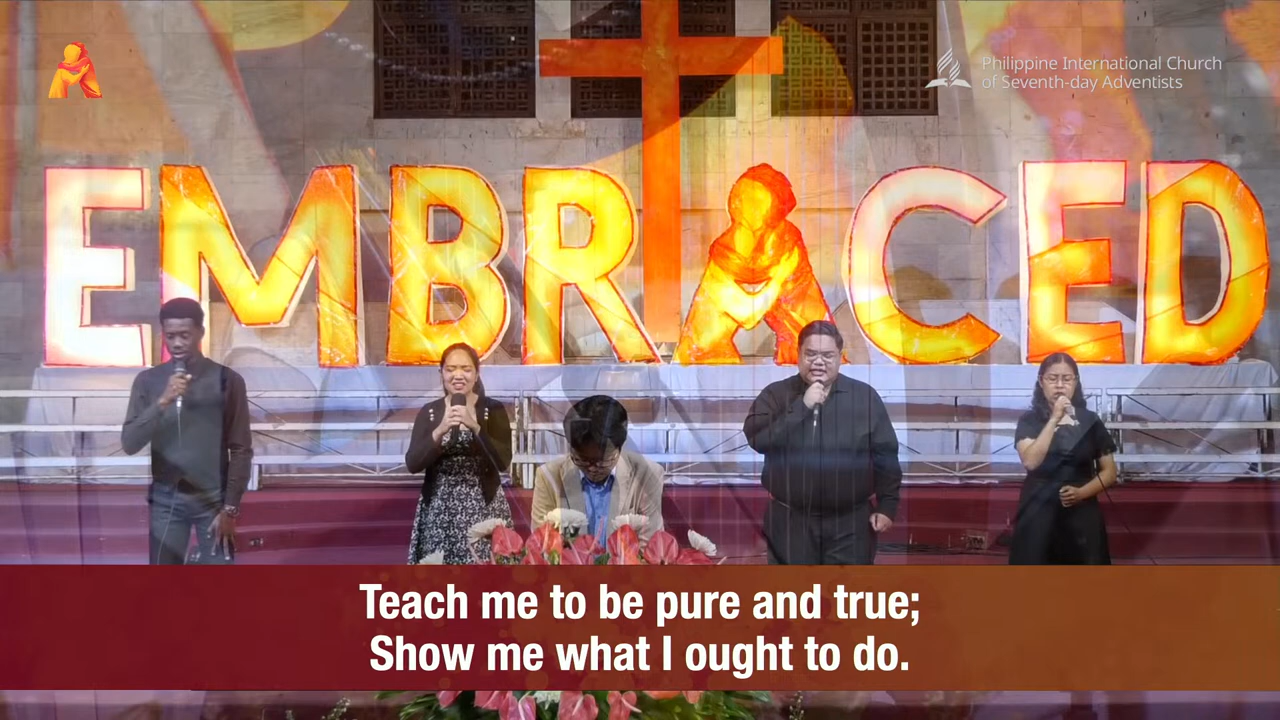 Philippine International Church
of Seventh-day Adventists
EMBRACED
Teach me to be pure and true;
Show me what I ought to do.